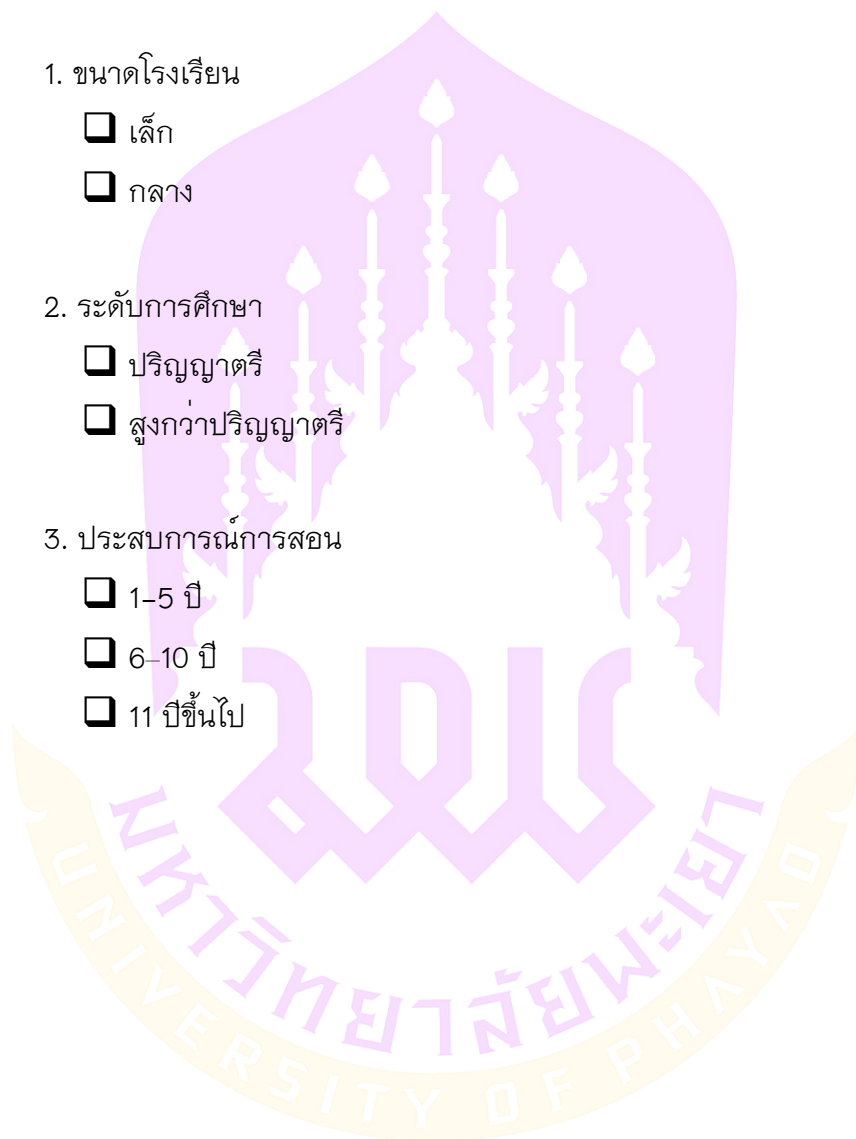 1. ขนาดโรงเรียน
❑ เล็ก
❑ กลาง
2. ระดับการศึกษา
❑ ปริญญาตรี
❑ สูงกว่าปริญญาตรี
3. ประสบการณ์การสอน
❑ 1–5 ปี
❑ 6–10 ปี
❑ 11 ปีขึ้นไป
มหาวิทยาลัยพะเยา
UNIVERSITY OF PHAYAO